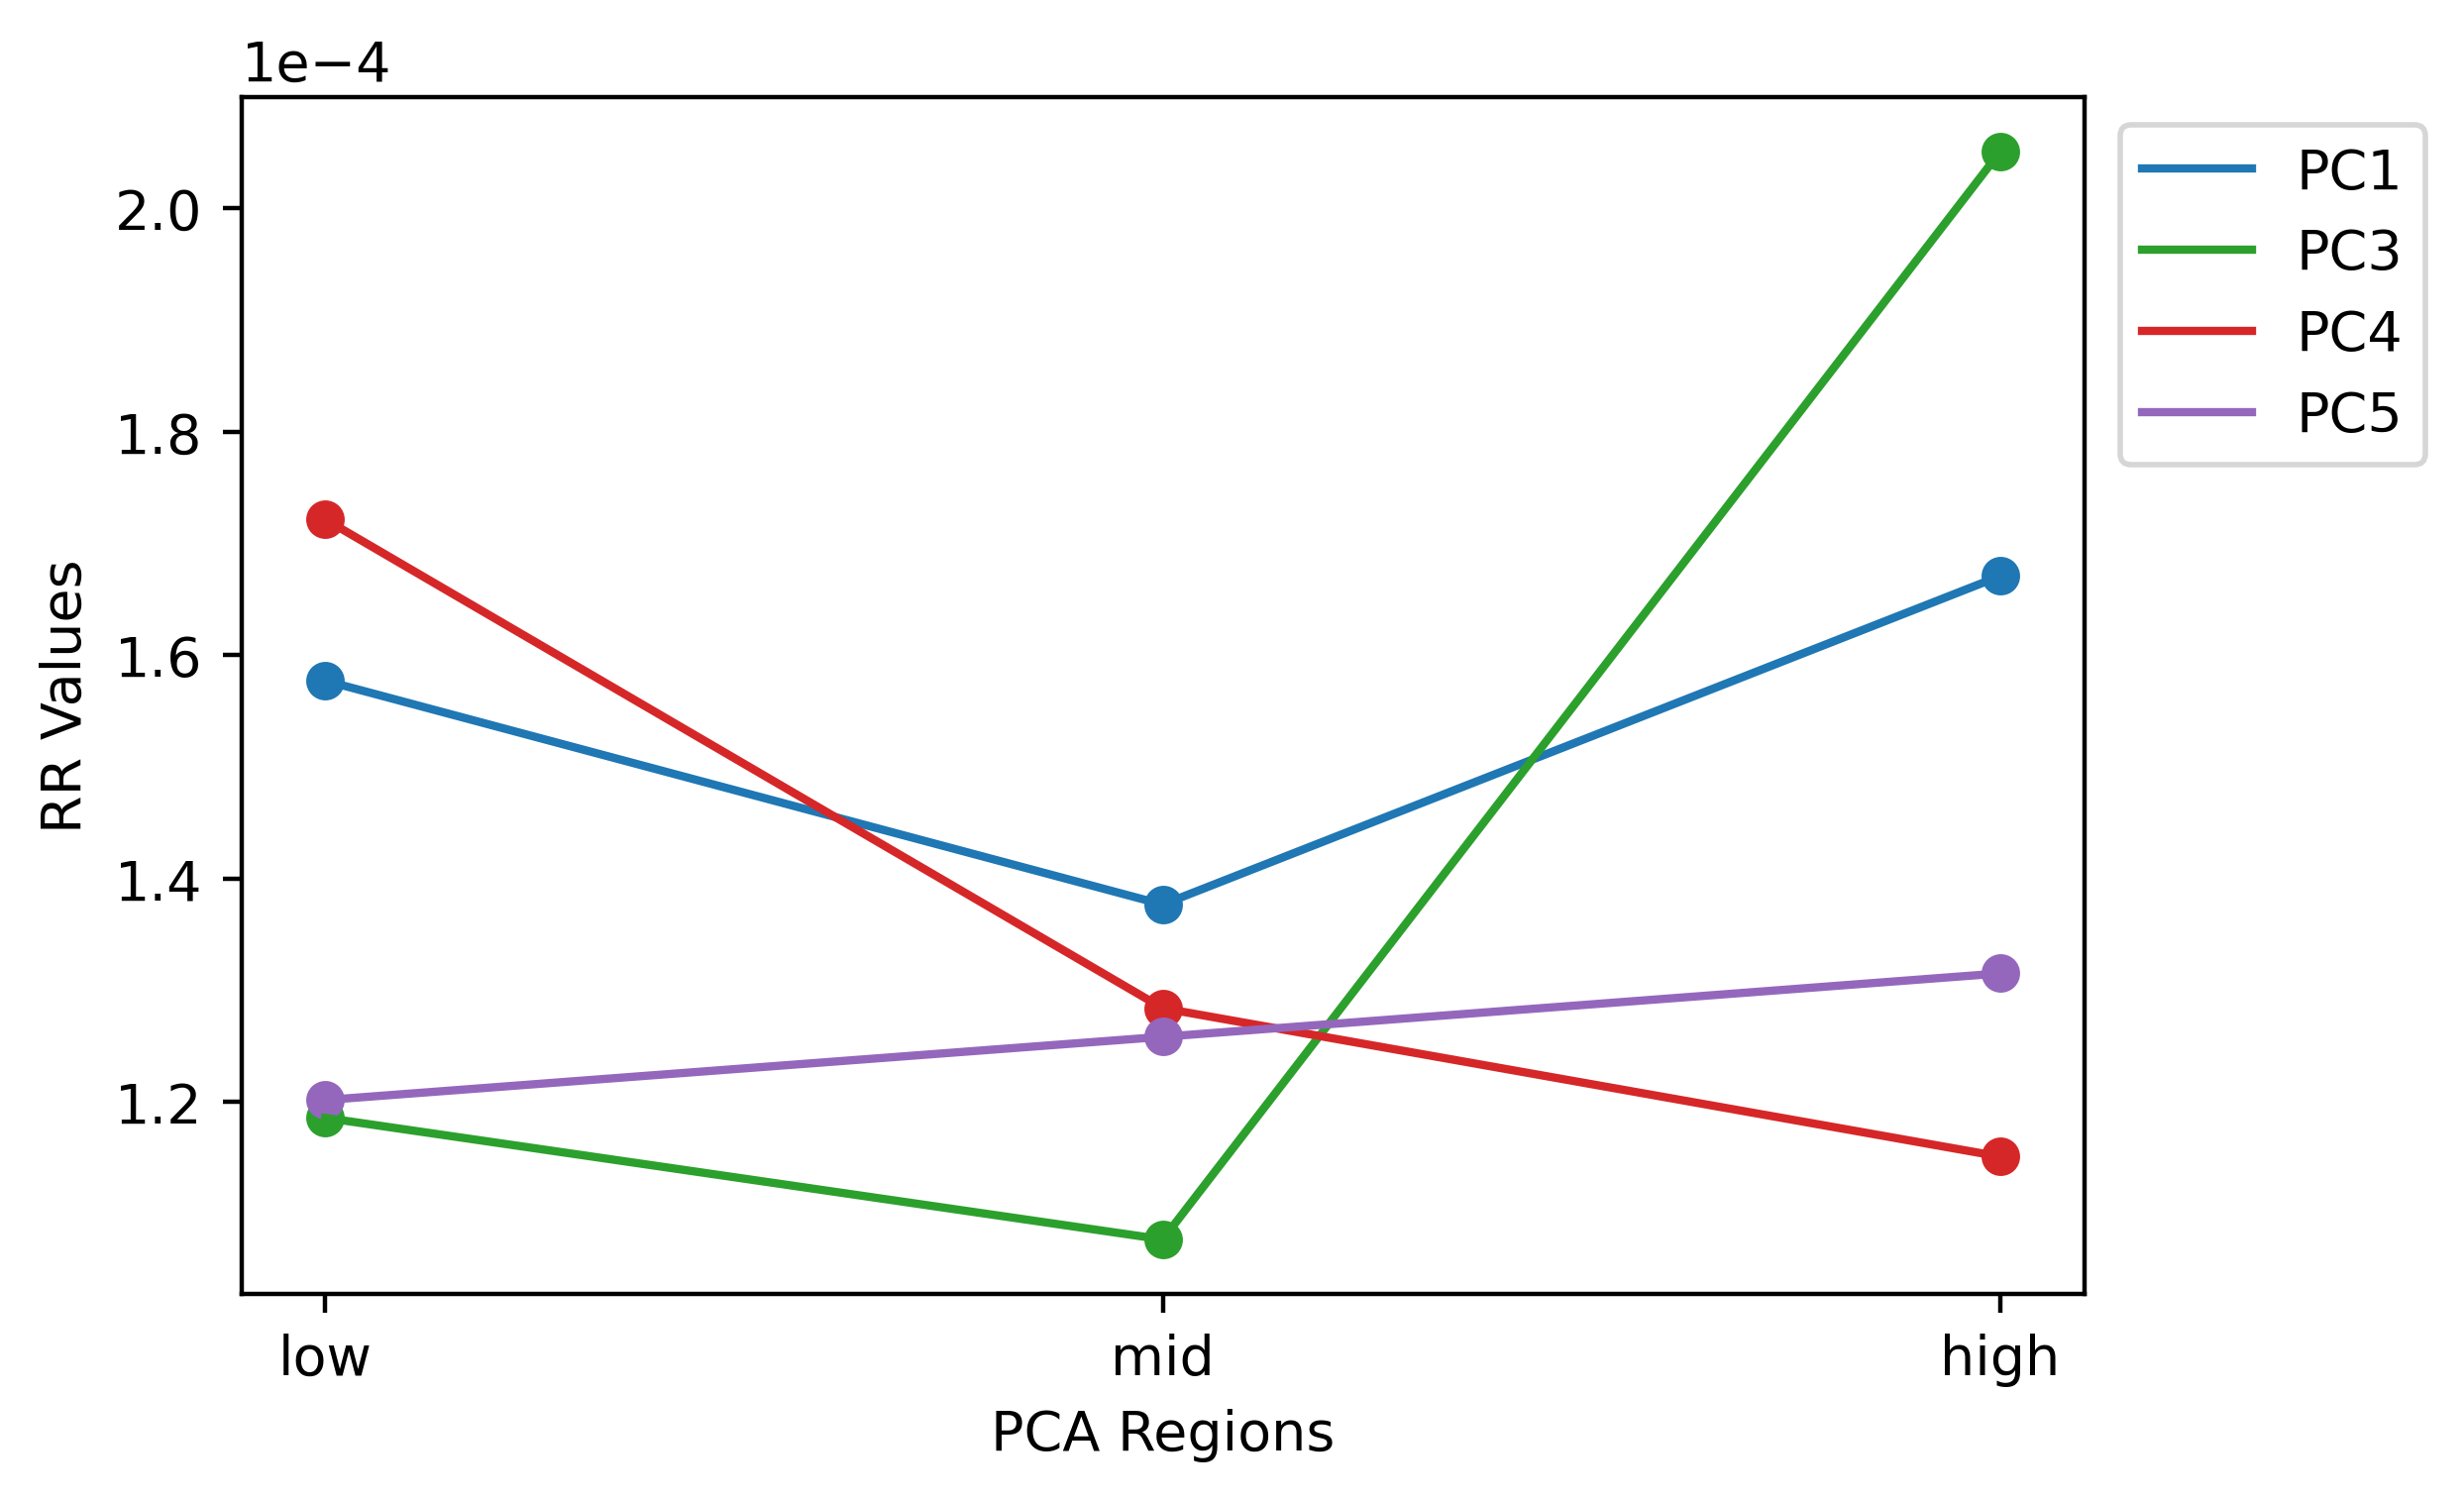 1e−4
2.0
1.8
1.6
1.4
1.2
RR Values
low mid high
PCA Regions
PC1
PC3
PC4
PC5